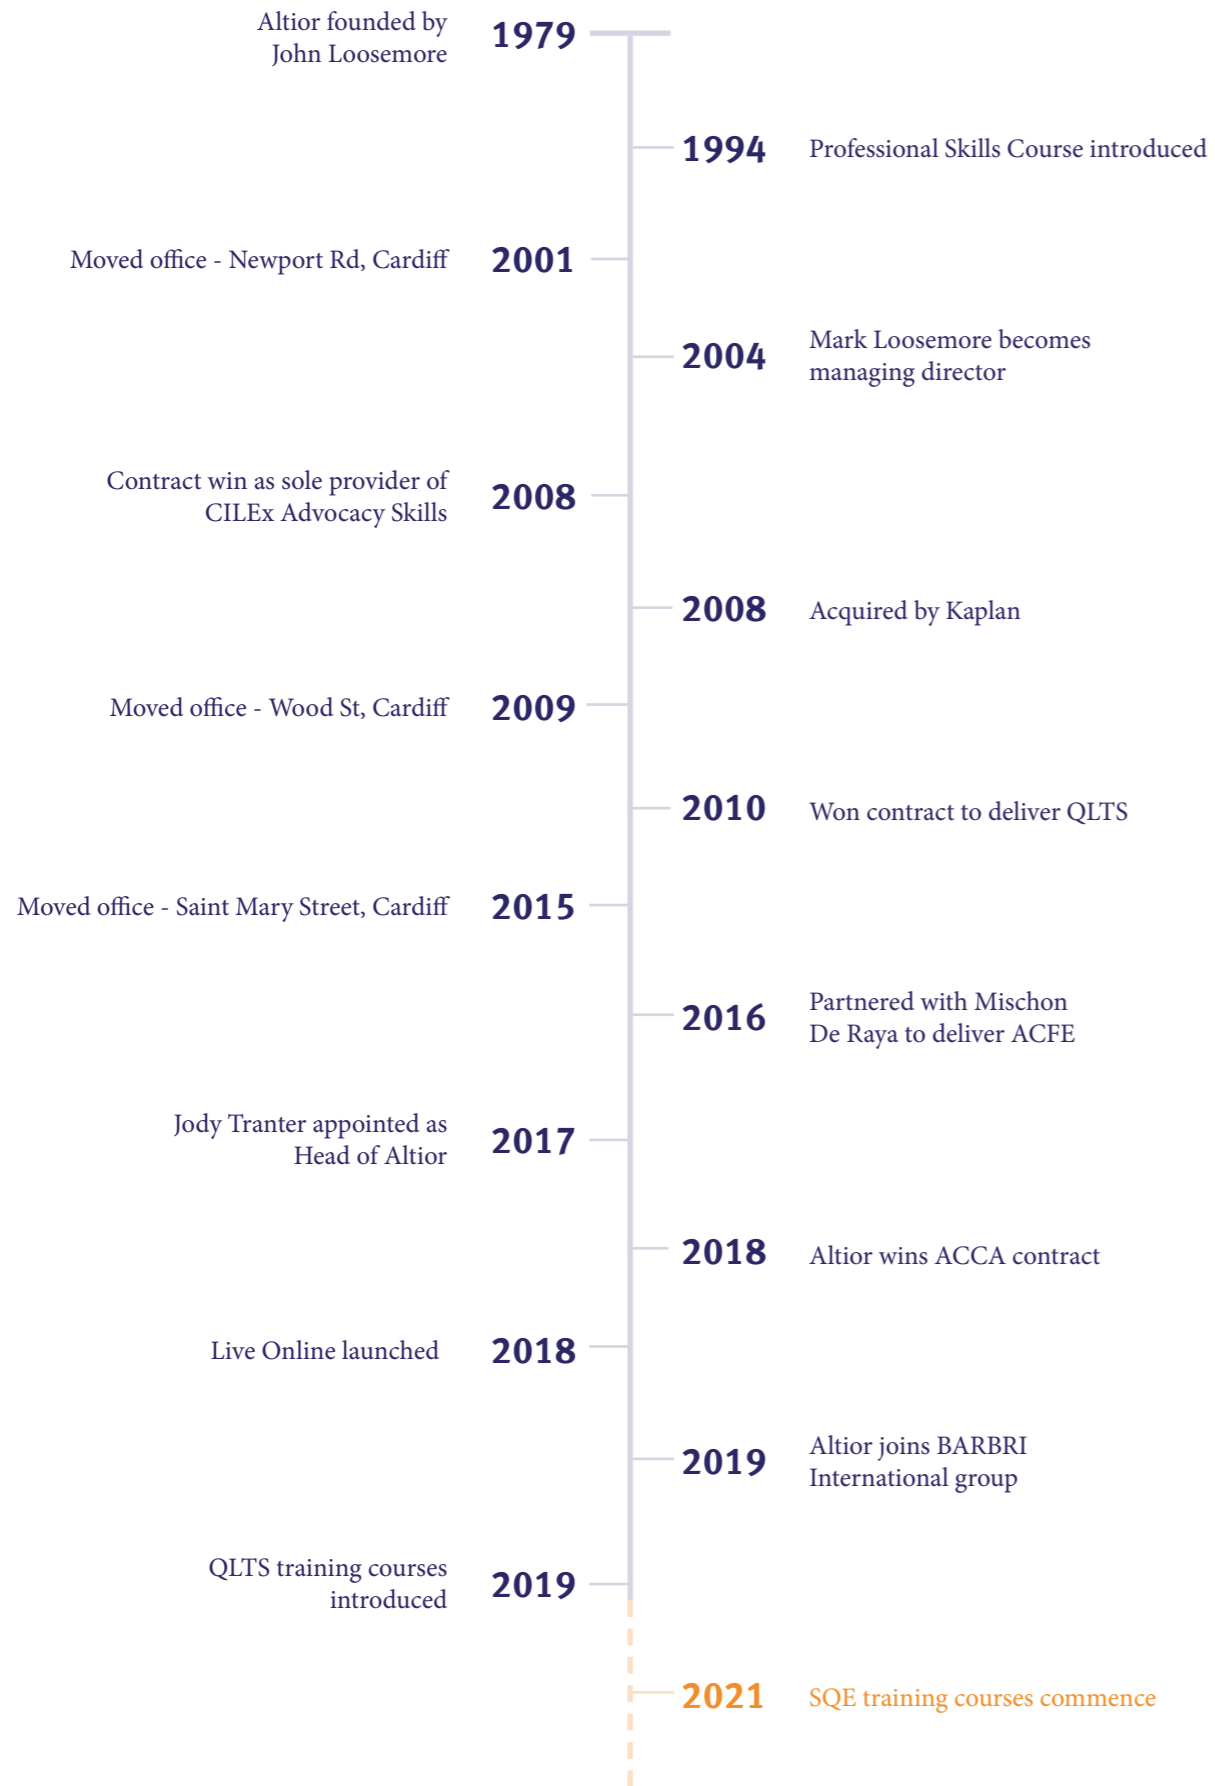 Altior founded by
John Loosemore
1979
1994
Professional Skills Course introduced
Moved office - Newport Rd, Cardiff
2001
2004
Mark Loosemore becomes
managing director
Contract win as sole provider of
CILEx Advocacy Skills
2008
2008
Acquired by Kaplan
Moved office - Wood St, Cardiff
2009
2010
Won contract to deliver QLTS
Moved office - Saint Mary Street, Cardiff
2015
2016
Partnered with Mischon
De Raya to deliver ACFE
Jody Tranter appointed as
Head of Altior
2017
2018
Altior wins ACCA contract
Live Online launched
2018
2019
Altior joins BARBRI
International group
QLTS training courses
introduced
2019
2021
SQE training courses commence